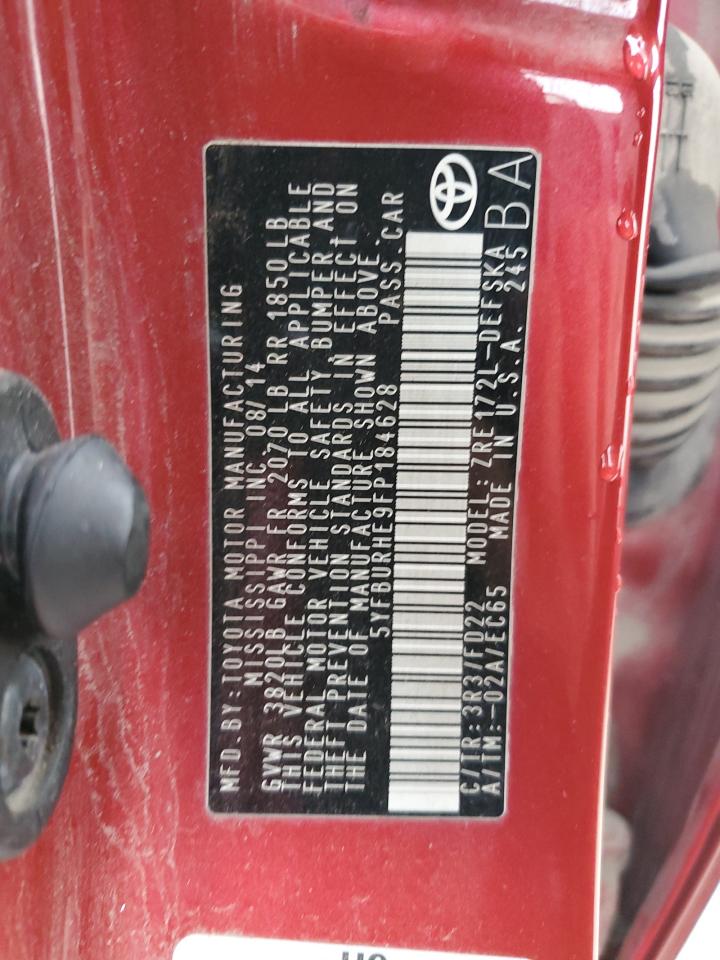 MFD.BY:TOYOTA MOTOR MANUFACTURING
MISSISSIPPI INC. 08/14
GVWR 3820LB GAWR FR 2070 LB RR 1850LB
THIS VEHICLE CONFORMS TO ALL APPLICABLE
FEDERAL MOTOR VEHICLE SAFETY, BUMPER, AND
THEFT PREVENTION STANDARDS IN EFFECT ON
THE DATE OF MANUFACTURE SHOWN ABOVE.
5YFBURHE9FP184628 PASS.CAR
C/TR:3R3/FD22 MODEL:ZRE172L-DEFSKA
A/TM:-02A/EC65 MADE IN U.S.A. 245
BA